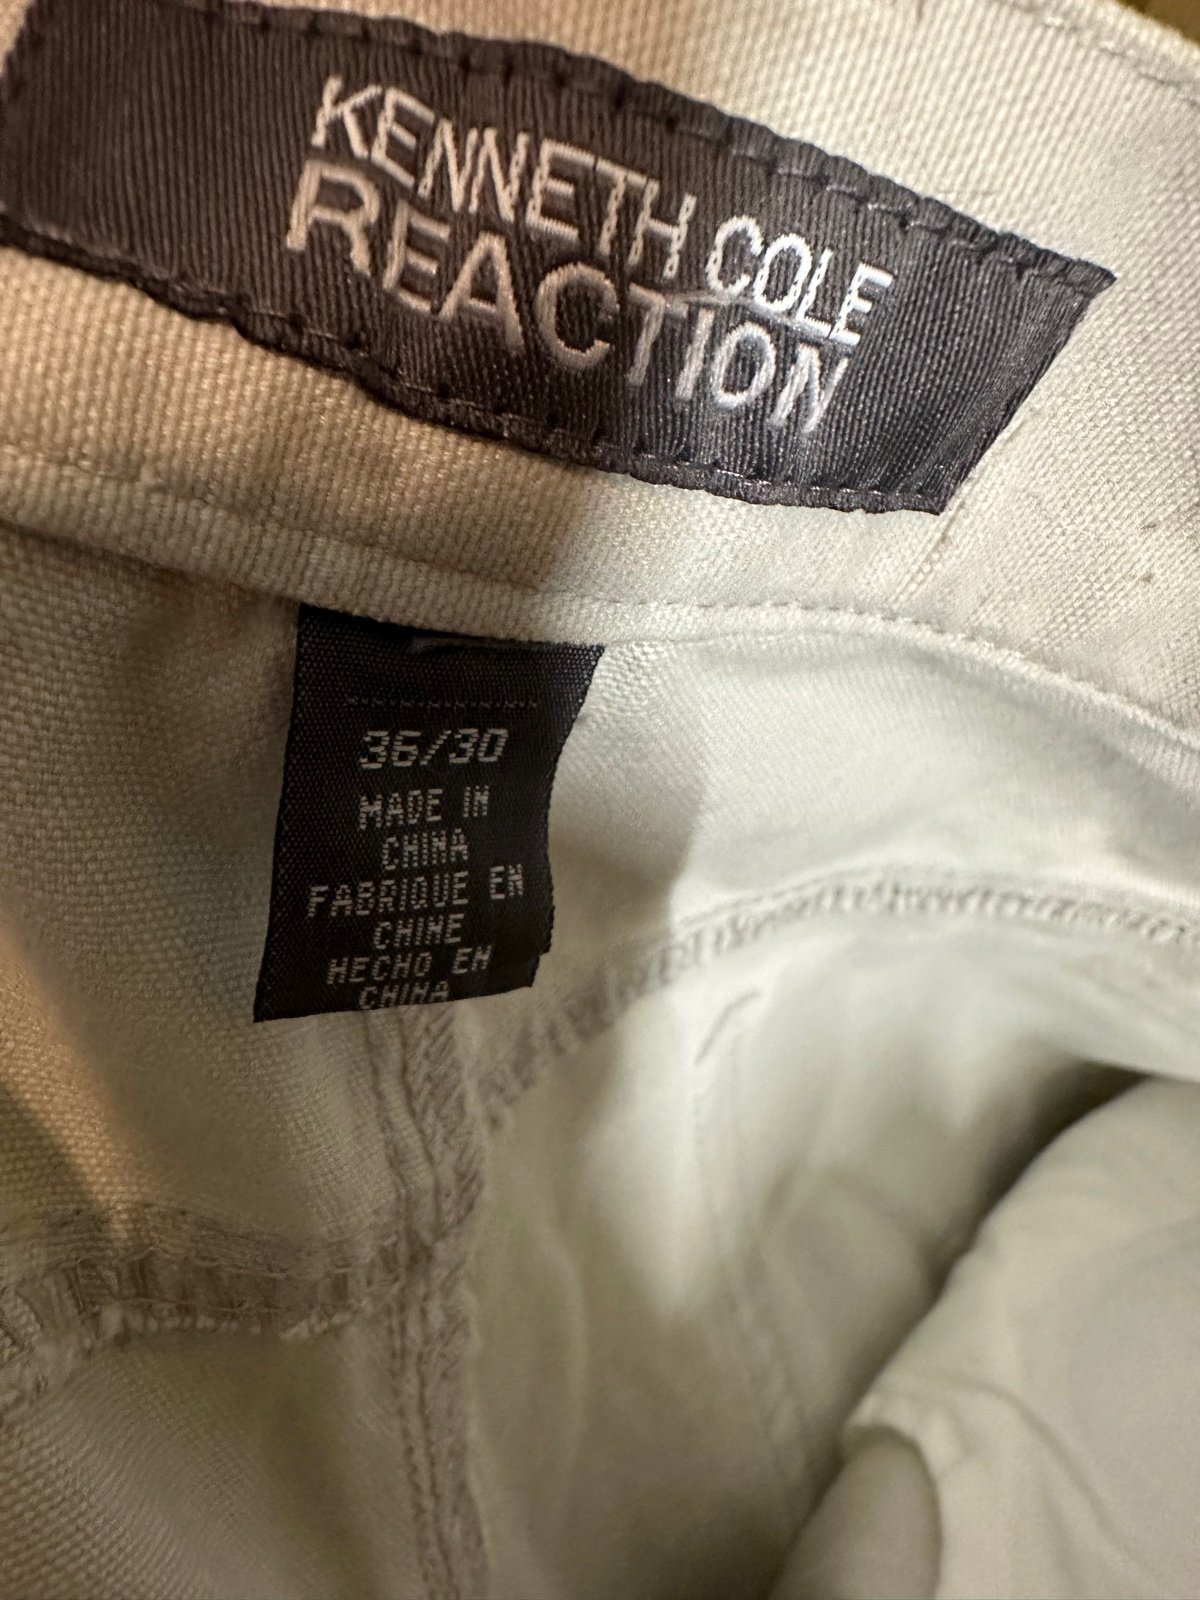 KENNETH COLE
REACTION
36/30
MADE IN
CHINA
FABRIQUE EN
CHINE
HECHO EN
CHINA